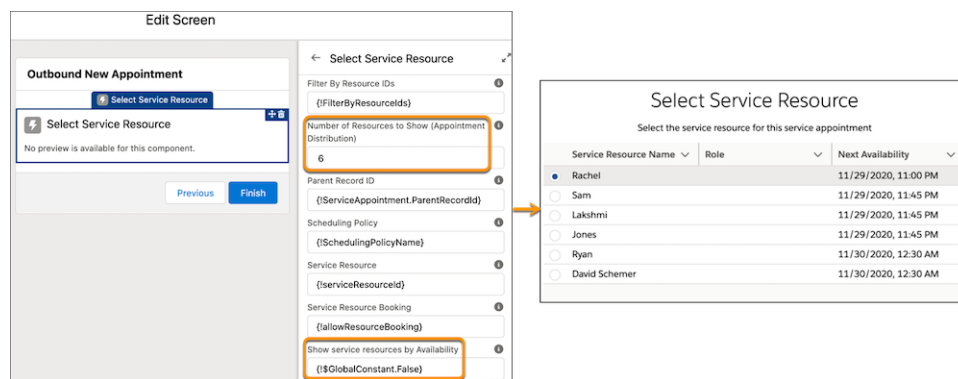 Edit Screen
Outbound New Appointment
Select Service Resource
Select Service Resource
No preview is available for this component.
Previous
Finish
← Select Service Resource
Filter By Resource IDs
{!FilterByResourceIds}
Number of Resources to Show (Appointment
Distribution)
6
Parent Record ID
{!ServiceAppointment.ParentRecordId}
Scheduling Policy
{!SchedulingPolicyName}
Service Resource
{!serviceResourceId}
Service Resource Booking
{!allowResourceBooking}
Show service resources by Availability
{!$GlobalConstant.False}
Select Service Resource
Select the service resource for this service appointment
Service Resource Name Role Next Availability
Rachel 11/29/2020, 11:00 PM
Sam 11/29/2020, 11:45 PM
Lakshmi 11/29/2020, 11:45 PM
Jones 11/29/2020, 11:45 PM
Ryan 11/30/2020, 12:30 AM
David Schemer 11/30/2020, 12:30 AM